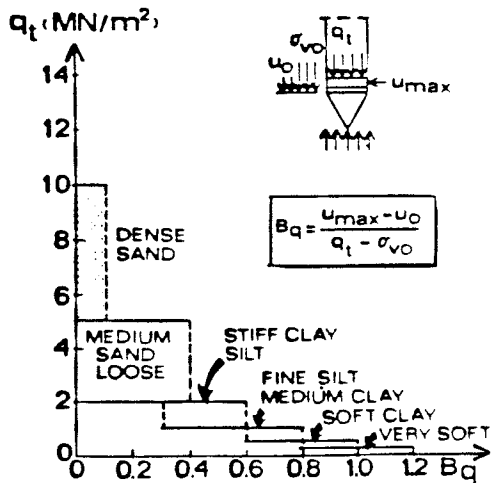 qt (MN/m²)
σvo
qt
uo
umax
14
12
10
8
6
4
2
0
DENSE
SAND
Bq = umax - uo / qt - σvo
MEDIUM
SAND
LOOSE
STIFF CLAY
SILT
FINE SILT
MEDIUM CLAY
SOFT CLAY
VERY SOFT
0 0.2 0.4 0.6 0.8 1.0 1.2 Bq